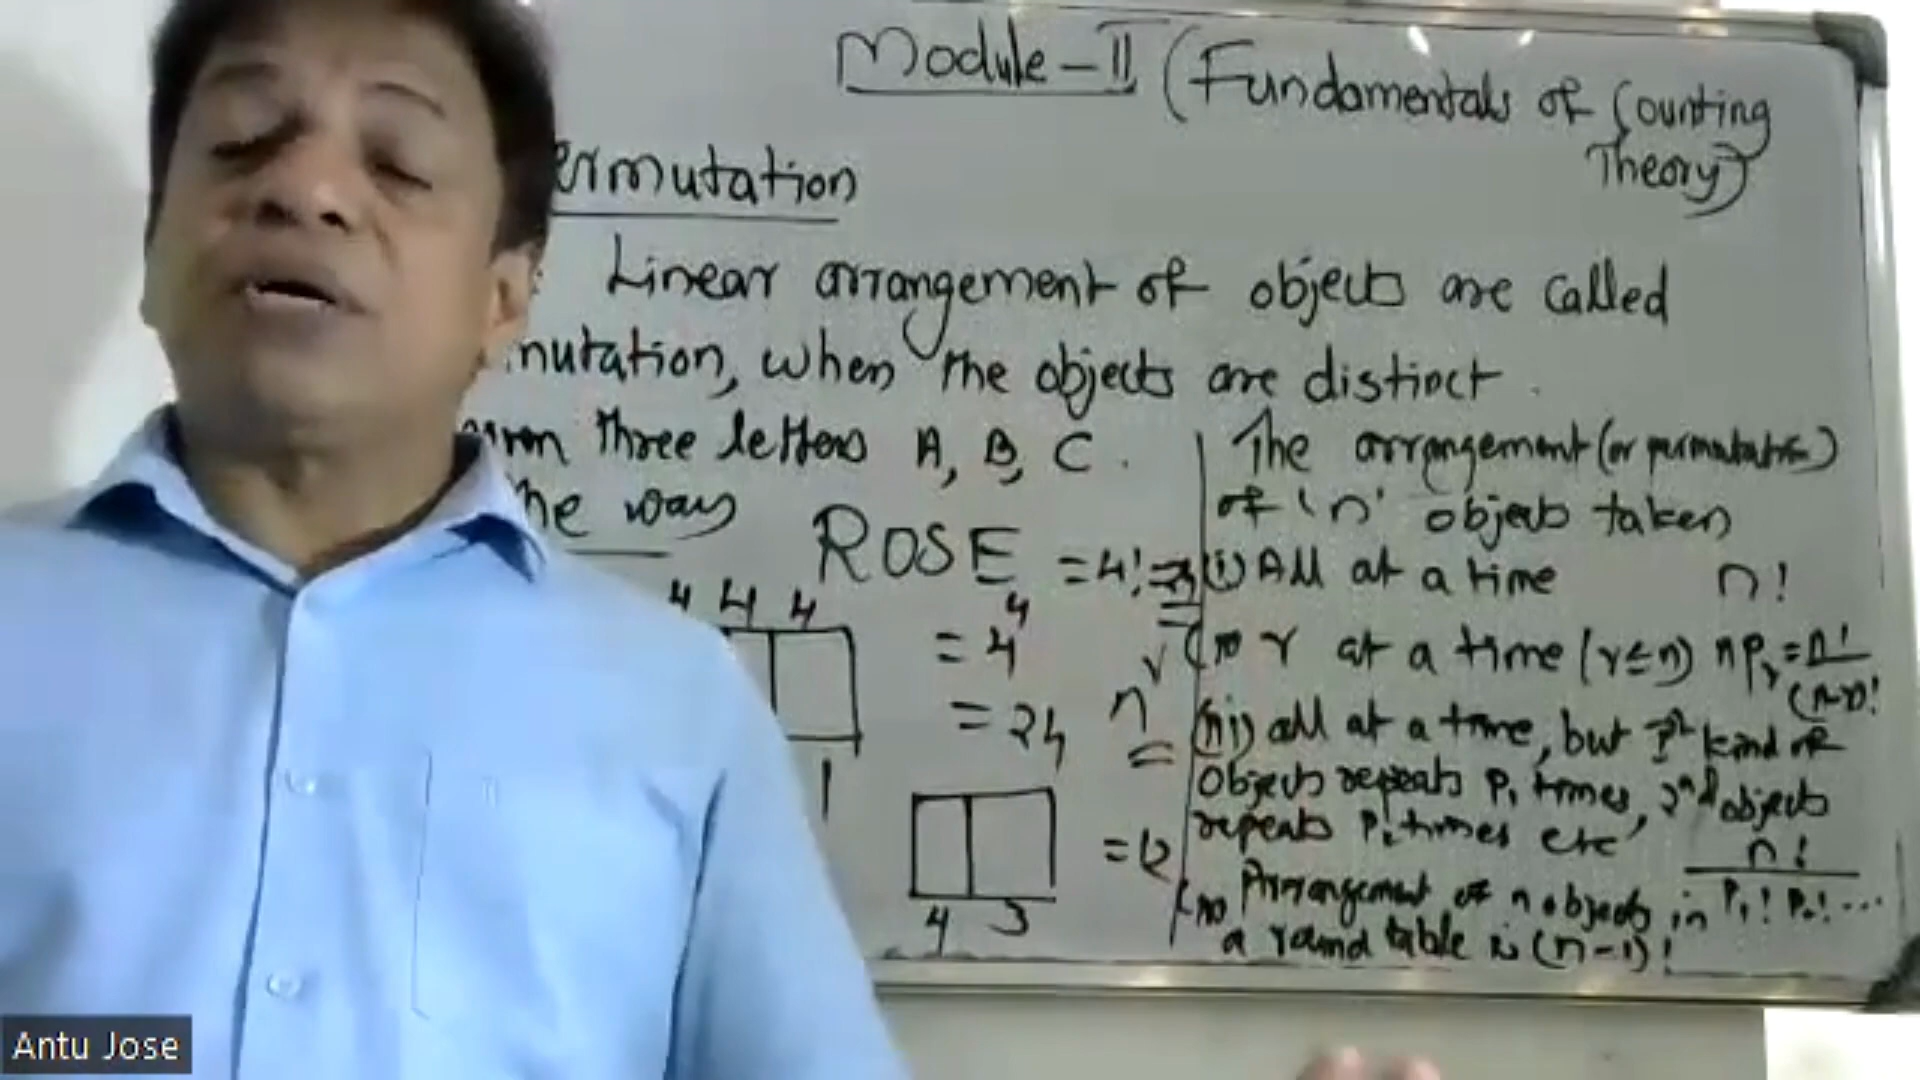 Module - II (Fundamentals of Counting
Theory)
ermutation
Linear arrangement of objects are called
mutation, when the objects are distinct.
three letters A, B, C.
he way
ROSE = 4! =
4 4 4
= 4⁴
= 24
nʳ
1
= 12
4 3
The arrangement (or permutation)
of 'n' objects taken
(i) All at a time n!
r at a time (r ≤ n) nPr = n!/(n-r)!
(iii) all at a time, but 1st kind of
objects repeats P₁ times, 2nd objects
repeats P₂ times etc n!/P₁! P₂! ...
Arrangement of n objects in
a round table is (n-1)!
Antu Jose